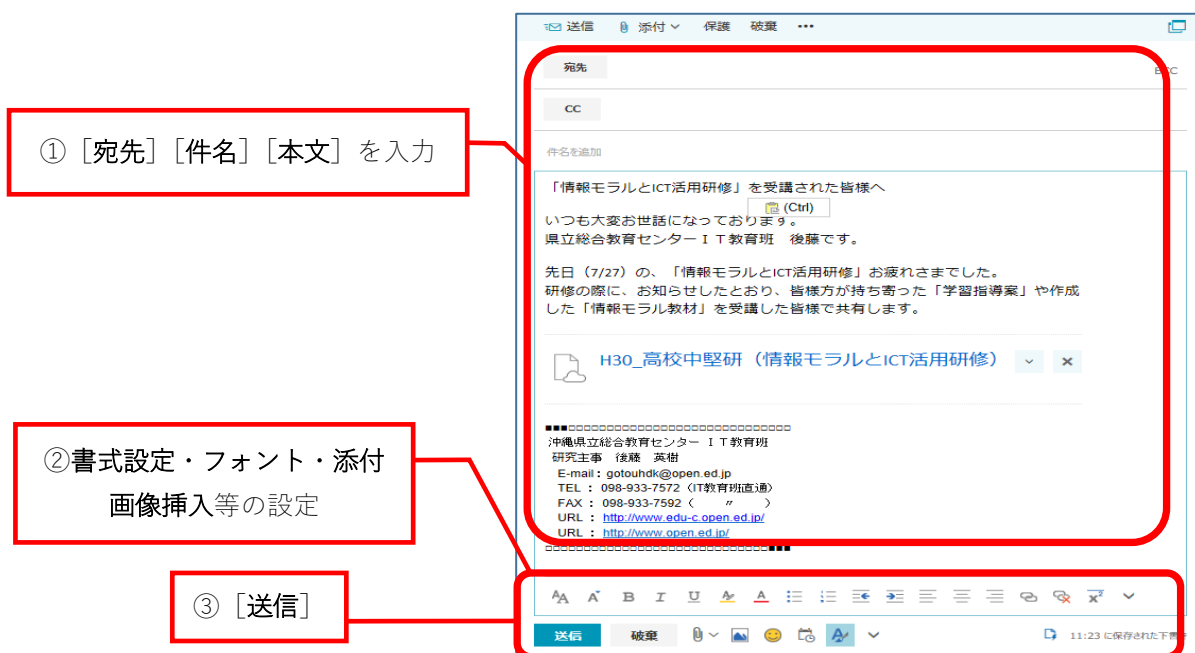 送信 添付 保護 破棄 •••
宛先
BCC
CC
① [宛先] [件名] [本文] を入力
件名を追加
「情報モラルとICT活用研修」を受講された皆様へ
(Ctrl)
いつも大変お世話になっております。
県立総合教育センターＩＴ教育班　後藤です。
先日（7/27）の、「情報モラルとICT活用研修」お疲れさまでした。
研修の際に、お知らせしたとおり、皆様方が持ち寄った「学習指導案」や作成
した「情報モラル教材」を受講した皆様で共有します。
H30_高校中堅研（情報モラルとICT活用研修）
■■■□□□□□□□□□□□□□□□□□□□□□□□□□□□□□
沖縄県立総合教育センター ＩＴ教育班
研究主事　後藤　英樹
E-mail : gotouhdk@open.ed.jp
TEL : 098-933-7572（IT教育班直通）
FAX : 098-933-7592（　　〃　　）
URL : http://www.edu-c.open.ed.jp/
URL : http://www.open.ed.jp/
□□□□□□□□□□□□□□□□□□□□□□□□□□□□□■■■
②書式設定・フォント・添付
画像挿入等の設定
③ [送信]
AA A B I U A x²
送信 破棄 11:23 に保存された下書き